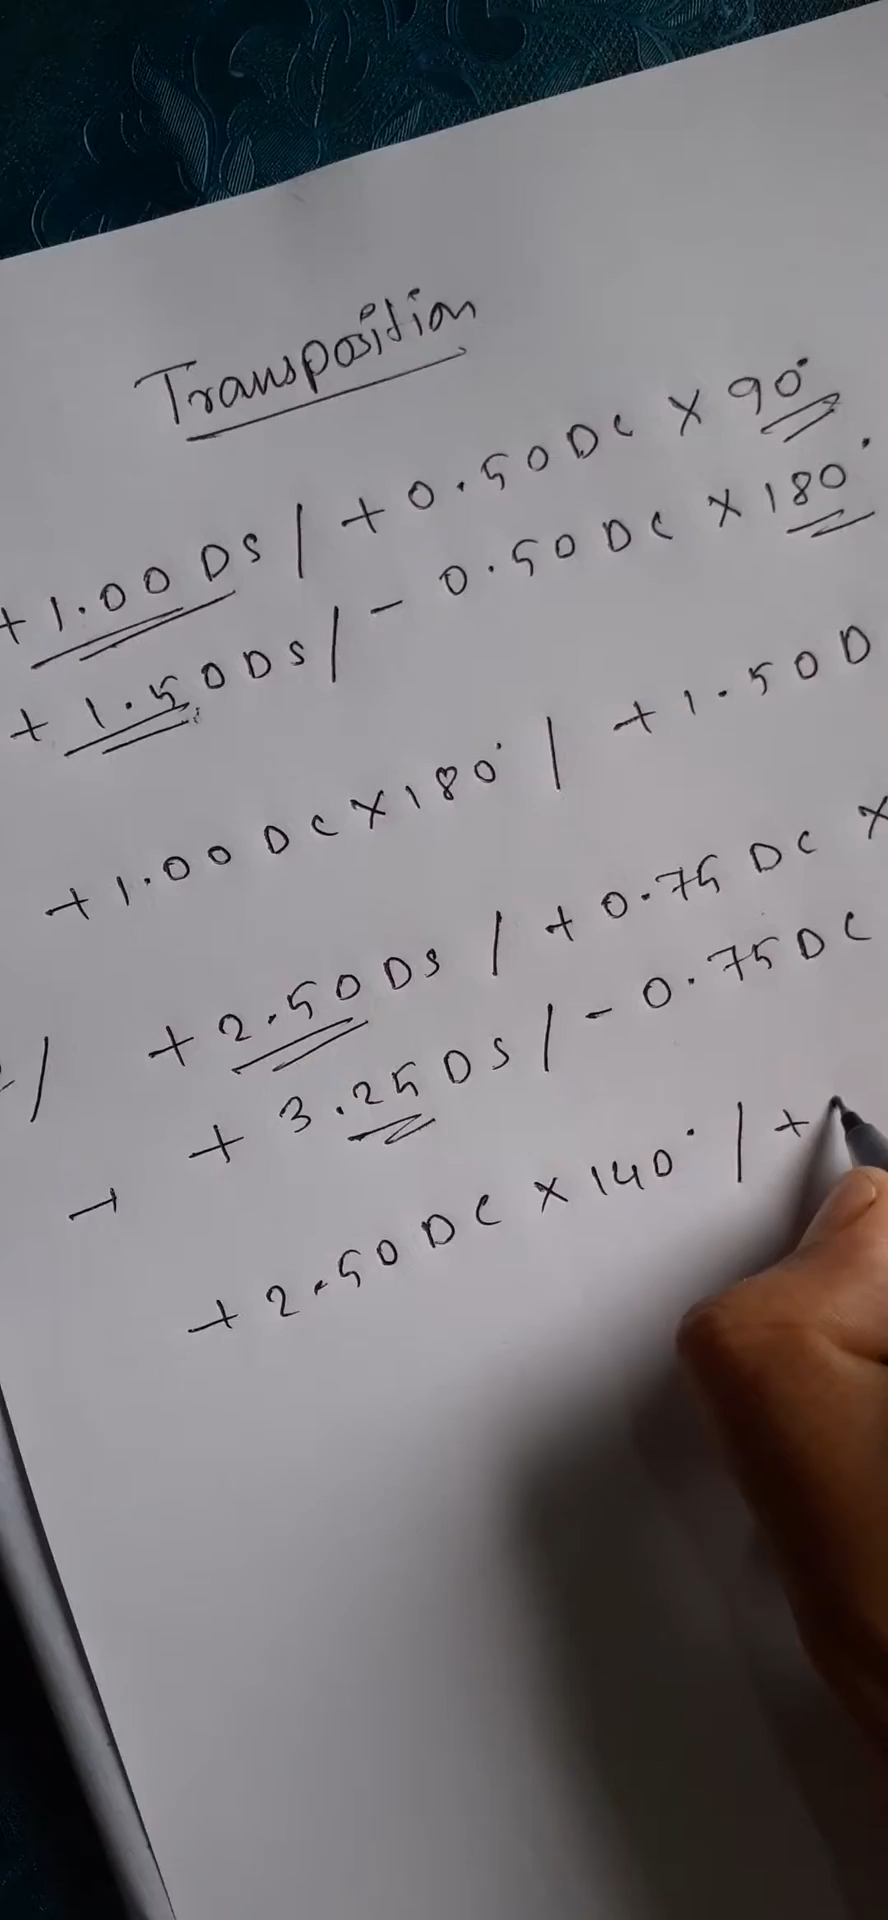 Transposition
+1.00 DS / +0.50 DC × 90°
+1.50 DS / -0.50 DC × 180°
+1.00 DC × 180° / +1.50 D
/ +2.50 DS / +0.75 DC ×
+3.25 DS / -0.75 DC
+2.50 DC × 140° / +